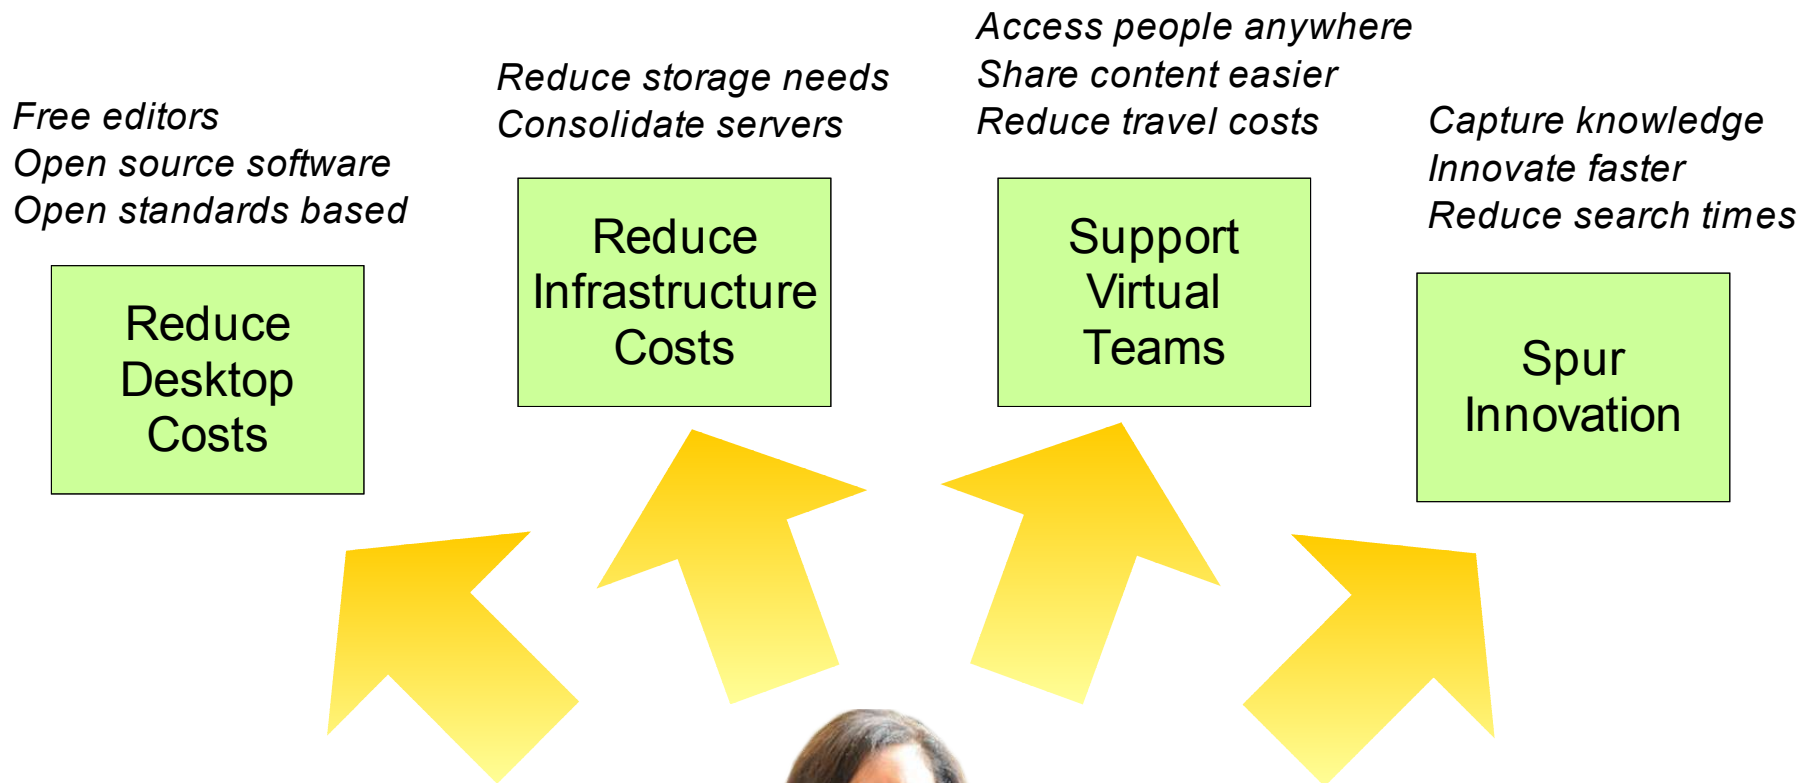 Free editors
Open source software
Open standards based
Reduce
Desktop
Costs
Reduce storage needs
Consolidate servers
Reduce
Infrastructure
Costs
Access people anywhere
Share content easier
Reduce travel costs
Support
Virtual
Teams
Capture knowledge
Innovate faster
Reduce search times
Spur
Innovation